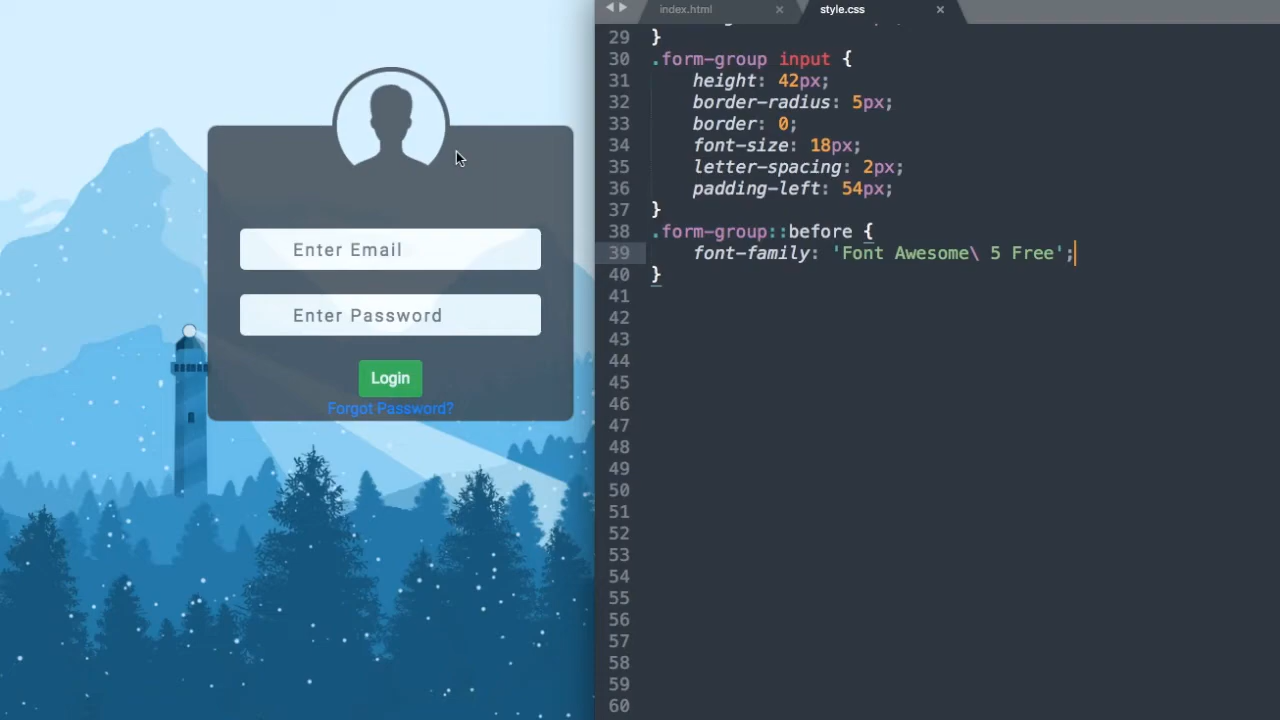 Enter Email
Enter Password
Login
Forgot Password?
index.html
style.css
29 }
30 .form-group input {
31 height: 42px;
32 border-radius: 5px;
33 border: 0;
34 font-size: 18px;
35 letter-spacing: 2px;
36 padding-left: 54px;
37 }
38 .form-group::before {
39 font-family: 'Font Awesome\ 5 Free';
40 }
41
42
43
44
45
46
47
48
49
50
51
52
53
54
55
56
57
58
59
60